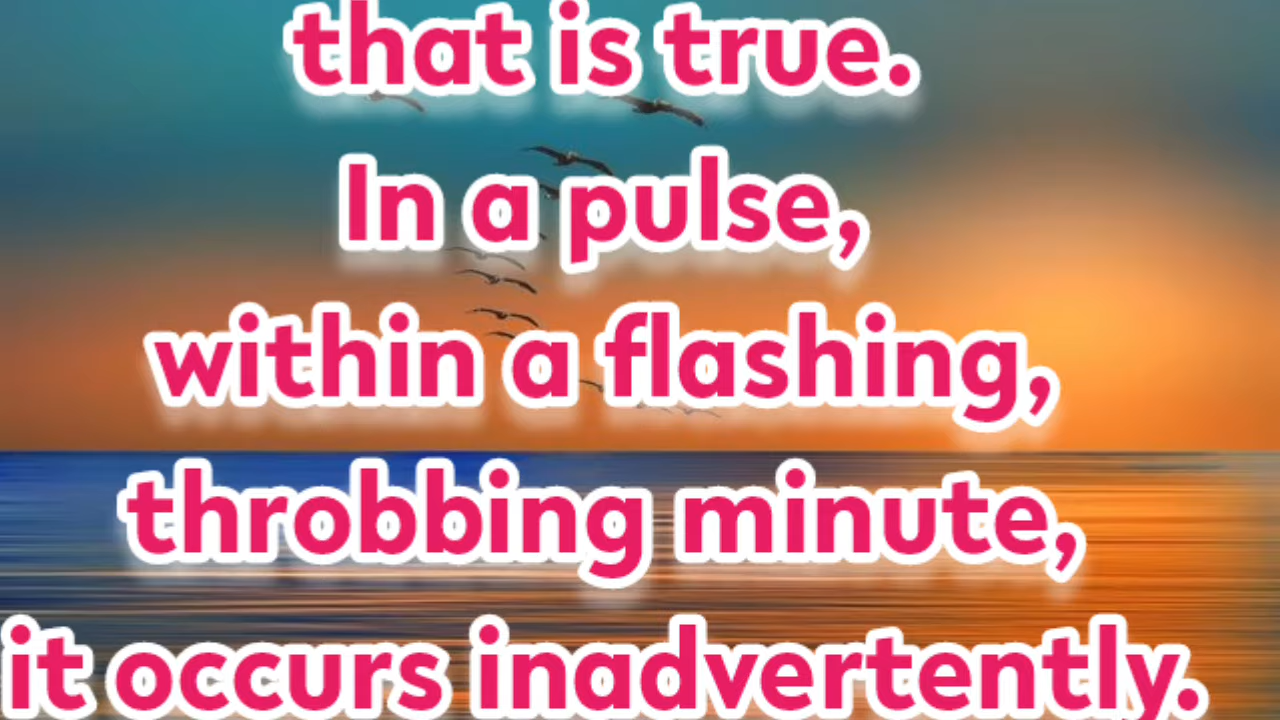 that is true.
In a pulse,
within a flashing,
throbbing minute,
it occurs inadvertently.